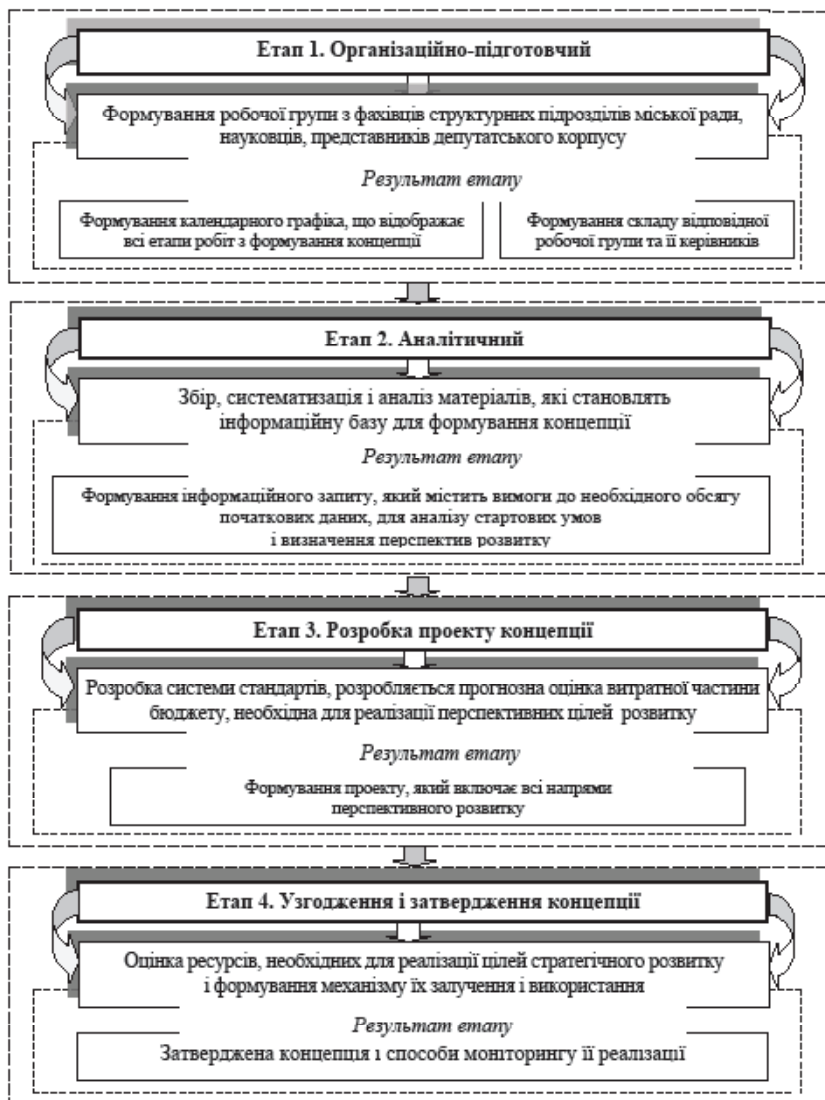 Етап 1. Організаційно-підготовчий
Формування робочої групи з фахівців структурних підрозділів міської ради,
науковців, представників депутатського корпусу
Результат етапу
Формування календарного графіка, що відображає
всі етапи робіт з формування концепції
Формування складу відповідної
робочої групи та її керівників
Етап 2. Аналітичний
Збір, систематизація і аналіз матеріалів, які становлять
інформаційну базу для формування концепції
Результат етапу
Формування інформаційного запиту, який містить вимоги до необхідного обсягу
початкових даних, для аналізу стартових умов
і визначення перспектив розвитку
Етап 3. Розробка проекту концепції
Розробка системи стандартів, розробляється прогнозна оцінка витратної частини
бюджету, необхідна для реалізації перспективних цілей розвитку
Результат етапу
Формування проекту, який включає всі напрями
перспективного розвитку
Етап 4. Узгодження і затвердження концепції
Оцінка ресурсів, необхідних для реалізації цілей стратегічного розвитку
і формування механізму їх залучення і використання
Результат етапу
Затверджена концепція і способи моніторингу її реалізації